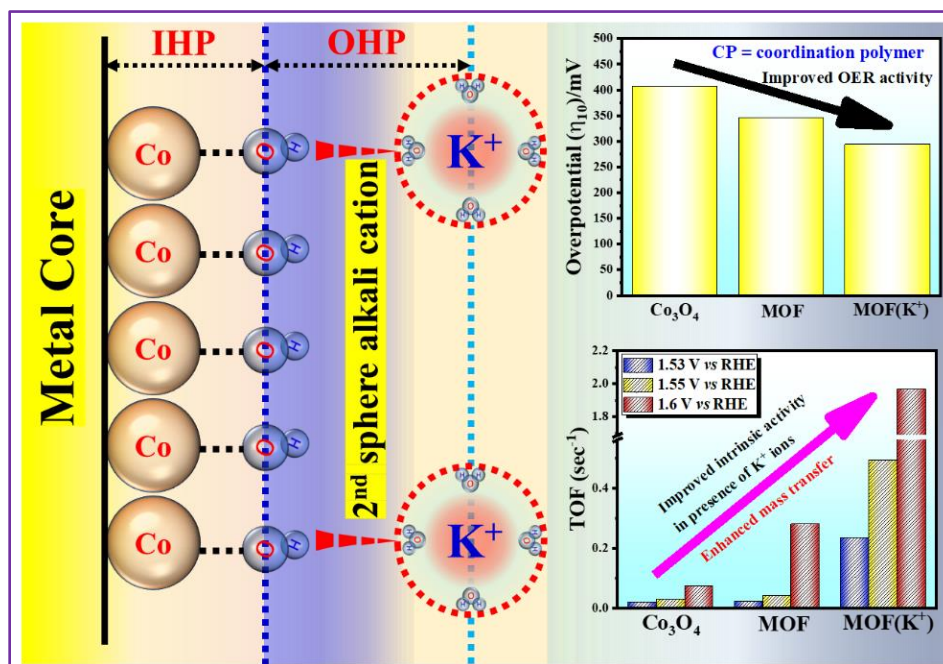 IHP
OHP
Metal Core
Co
O
H
Co
O
H
Co
O
H
Co
O
H
Co
O
H
2nd sphere alkali cation
H H
O
H
O
H
K+
H
O
H
O
H H
H H
O
H
O
H
K+
H
O
H
O
H H
CP = coordination polymer
Improved OER activity
Overpotential (η10)/mV
500
450
400
350
300
250
200
150
100
50
0
Co3O4
MOF
MOF(K+)
1.53 V vs RHE
1.55 V vs RHE
1.6 V vs RHE
Improved intrinsic activity
in presence of K+ ions
Enhanced mass transfer
TOF (sec-1)
2.2
2.0
1.8
0.4
0.2
0.0
Co3O4
MOF
MOF(K+)